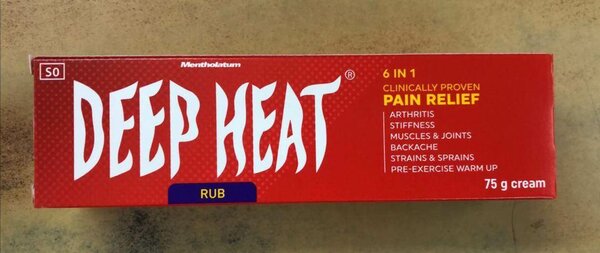 S0
Mentholatum
DEEP HEAT®
RUB
6 IN 1
CLINICALLY PROVEN
PAIN RELIEF
ARTHRITIS
STIFFNESS
MUSCLES & JOINTS
BACKACHE
STRAINS & SPRAINS
PRE-EXERCISE WARM UP
75 g cream